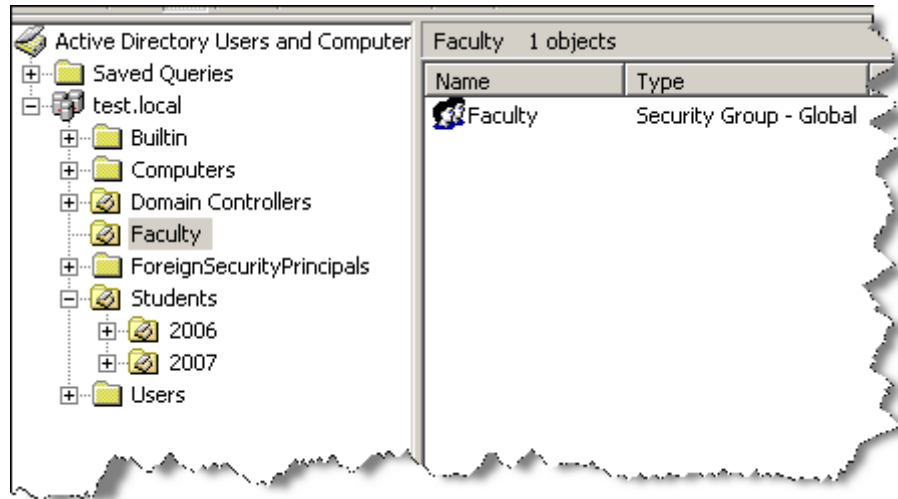 Active Directory Users and Computer
Saved Queries
test.local
Builtin
Computers
Domain Controllers
Faculty
ForeignSecurityPrincipals
Students
2006
2007
Users
Faculty 1 objects
Name Type
Faculty Security Group - Global